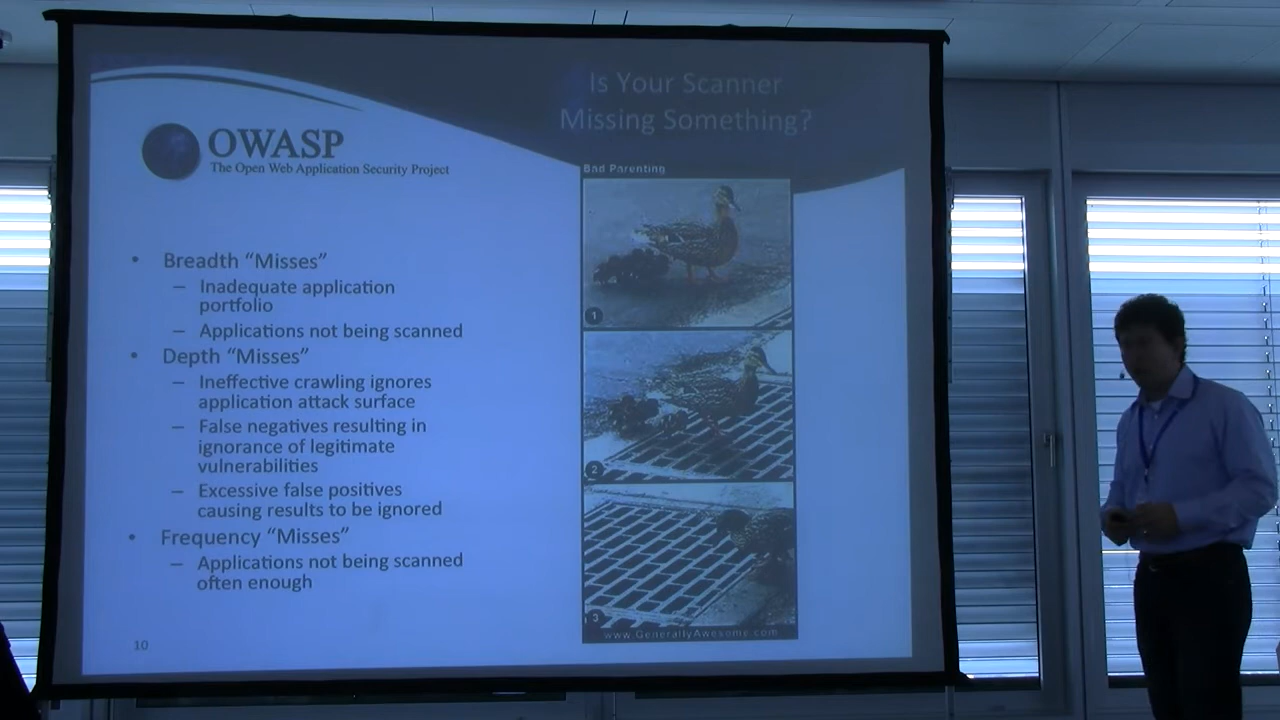 Is Your Scanner
Missing Something?
OWASP
The Open Web Application Security Project
Bad Parenting
• Breadth “Misses”
– Inadequate application
portfolio
– Applications not being scanned
• Depth “Misses”
– Ineffective crawling ignores
application attack surface
– False negatives resulting in
ignorance of legitimate
vulnerabilities
– Excessive false positives
causing results to be ignored
• Frequency “Misses”
– Applications not being scanned
often enough
1
2
3
www.GenerallyAwesome.com
10